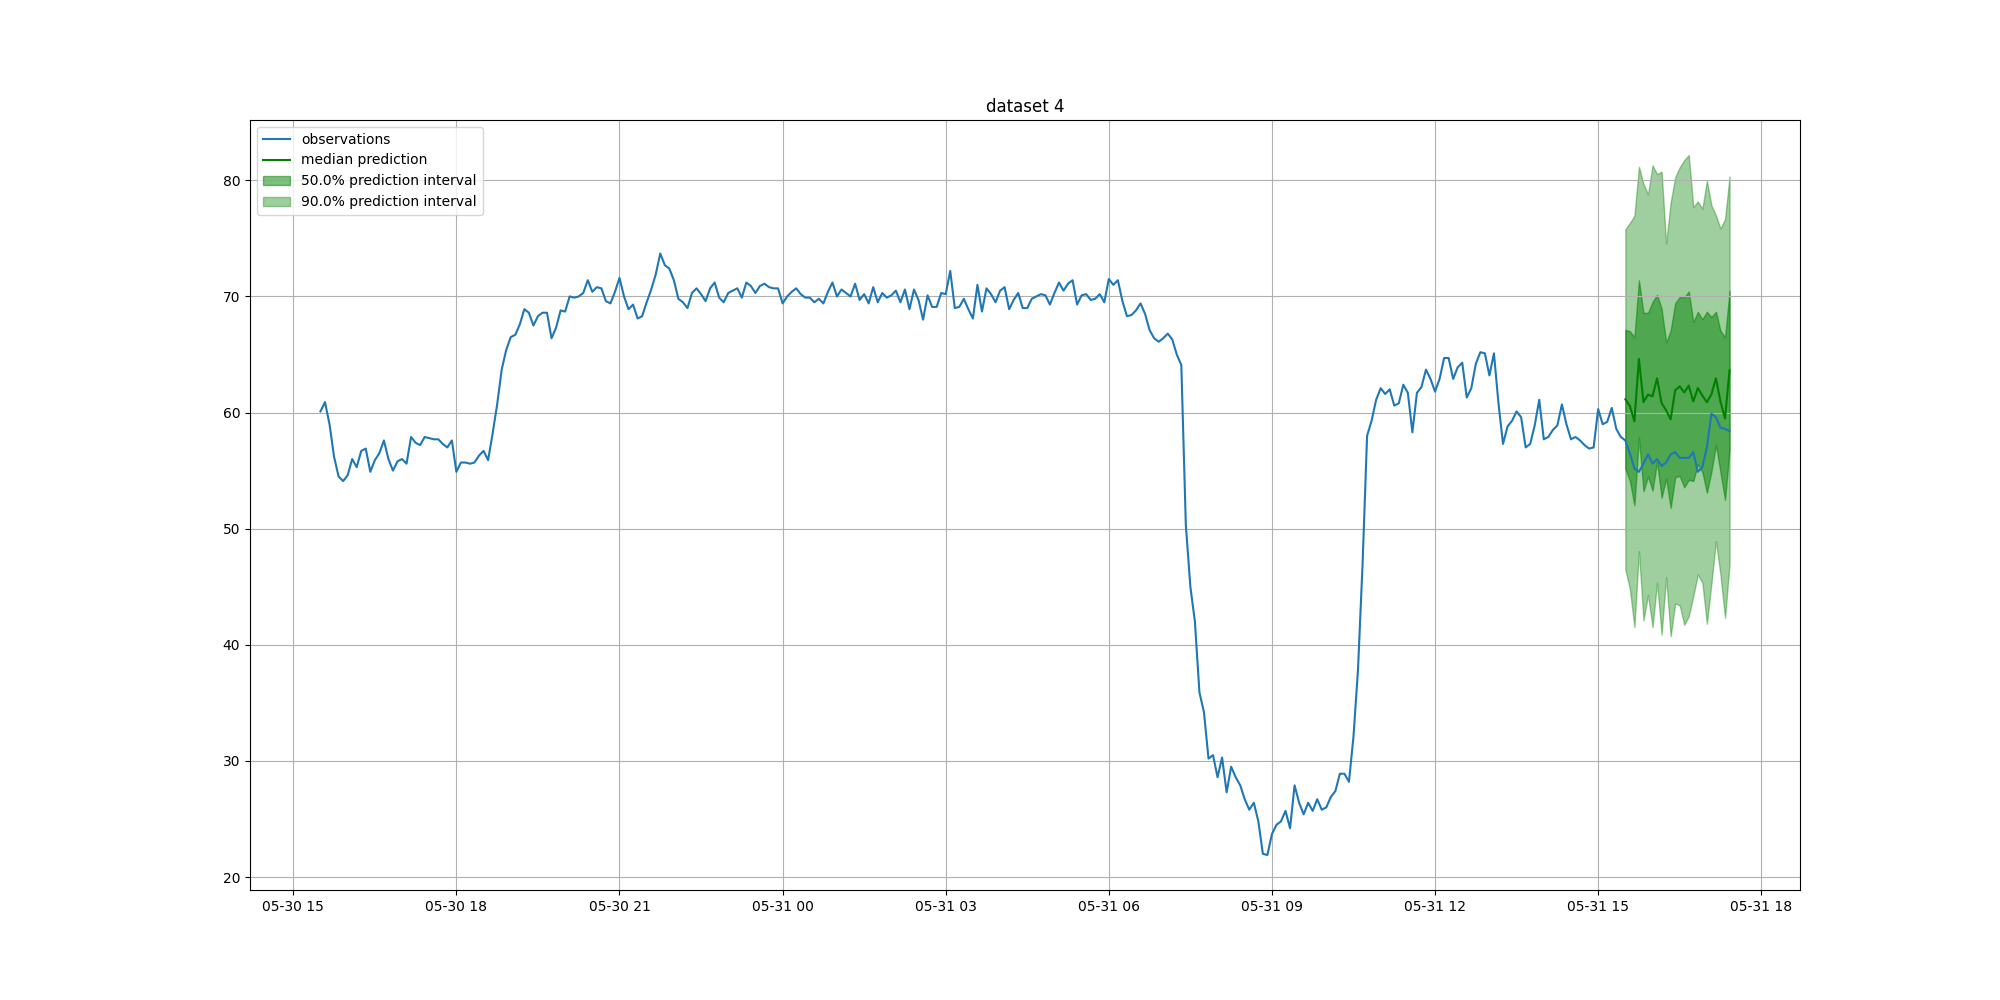 dataset 4
observations
median prediction
50.0% prediction interval
90.0% prediction interval
80
70
60
50
40
30
20
05-30 15 05-30 18 05-30 21 05-31 00 05-31 03 05-31 06 05-31 09 05-31 12 05-31 15 05-31 18